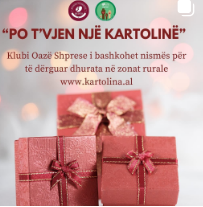 “PO T’VJEN NJË KARTOLINË”
Klubi Oazë Shprese i bashkohet nismës për
të dërguar dhurata në zonat rurale
www.kartolina.al